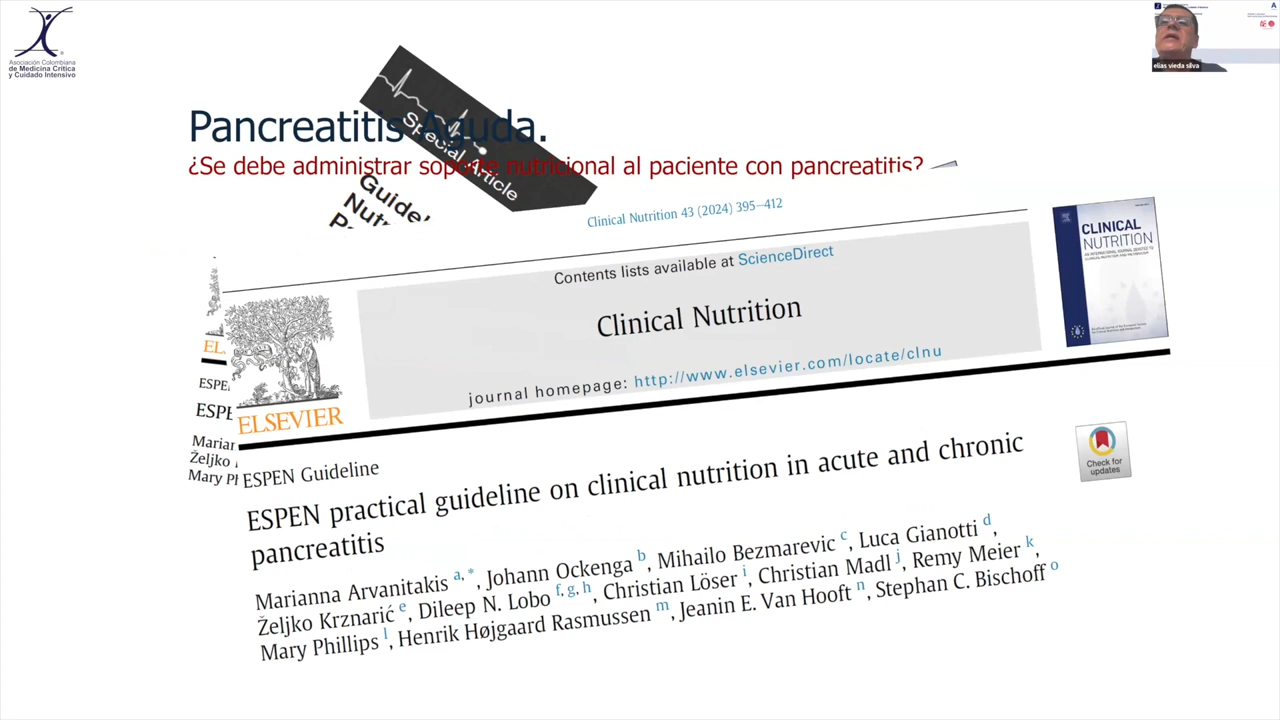 Asociación Colombiana
de Medicina Crítica
y Cuidado Intensivo
elias vieda silva
Pancreatitis Aguda.
¿Se debe administrar soporte nutricional al paciente con pancreatitis?
Special Article
Clinical Nutrition 43 (2024) 395–412
Contents lists available at ScienceDirect
Clinical Nutrition
journal homepage: http://www.elsevier.com/locate/clnu
CLINICAL
NUTRITION
ELSEVIER
Check for
updates
ESPEN Guideline
ESPEN practical guideline on clinical nutrition in acute and chronic
pancreatitis
Marianna Arvanitakis a, *, Johann Ockenga b, Mihailo Bezmarevic c, Luca Gianotti d,
Željko Krznarić e, Dileep N. Lobo f, g, h, Christian Löser i, Christian Madl j, Remy Meier k,
Mary Phillips l, Henrik Højgaard Rasmussen m, Jeanin E. Van Hooft n, Stephan C. Bischoff o